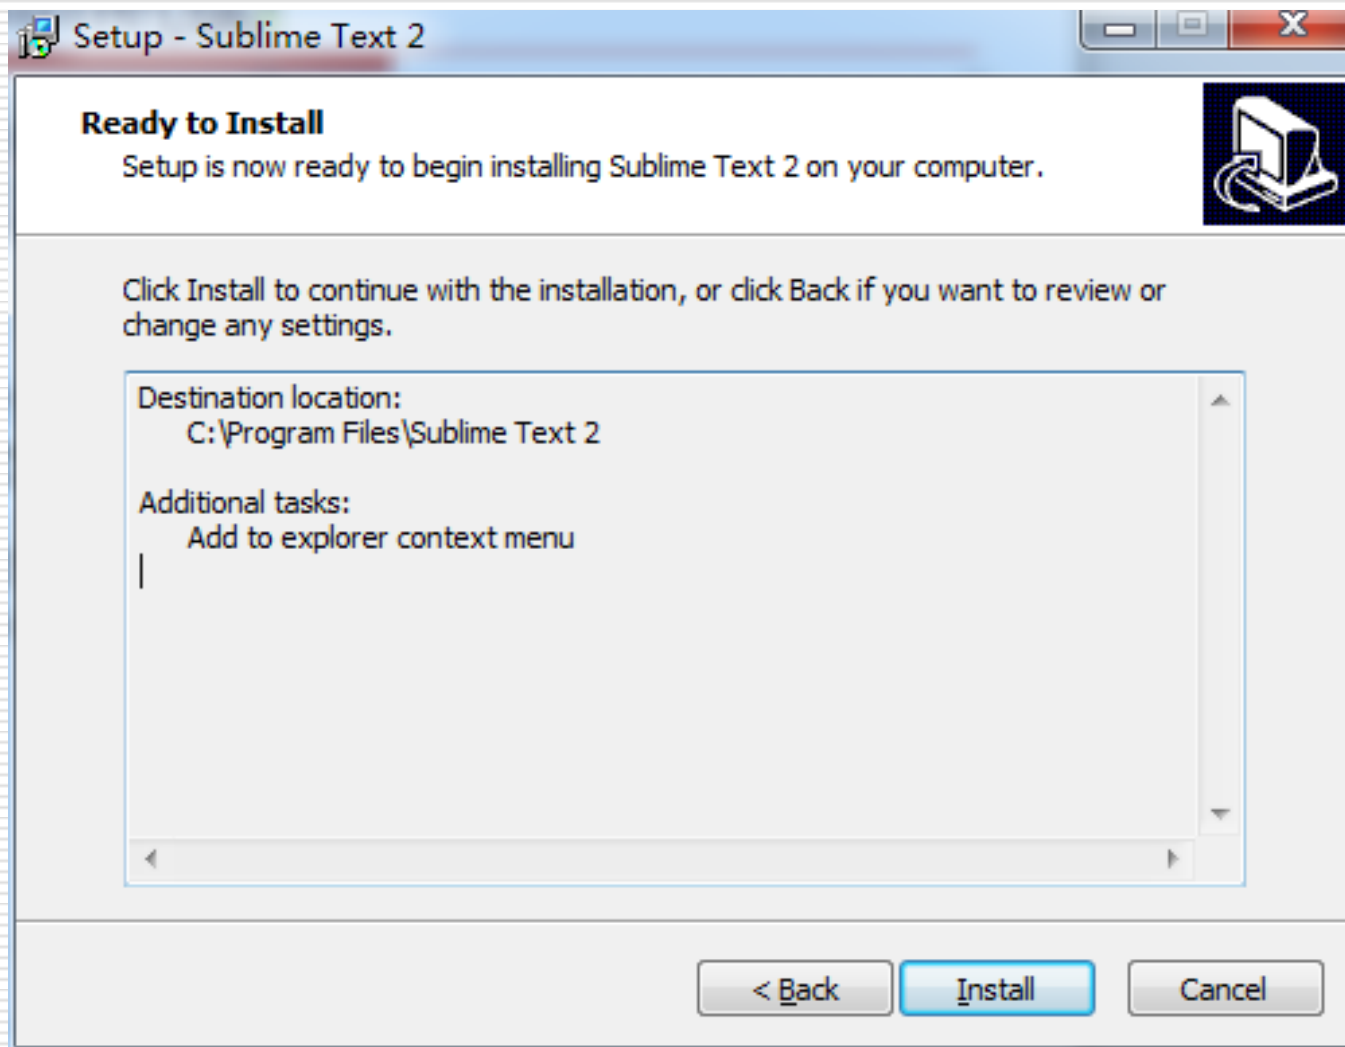 Setup - Sublime Text 2
Ready to Install
Setup is now ready to begin installing Sublime Text 2 on your computer.
Click Install to continue with the installation, or click Back if you want to review or
change any settings.
Destination location:
C:\Program Files\Sublime Text 2
Additional tasks:
Add to explorer context menu
< Back
Install
Cancel